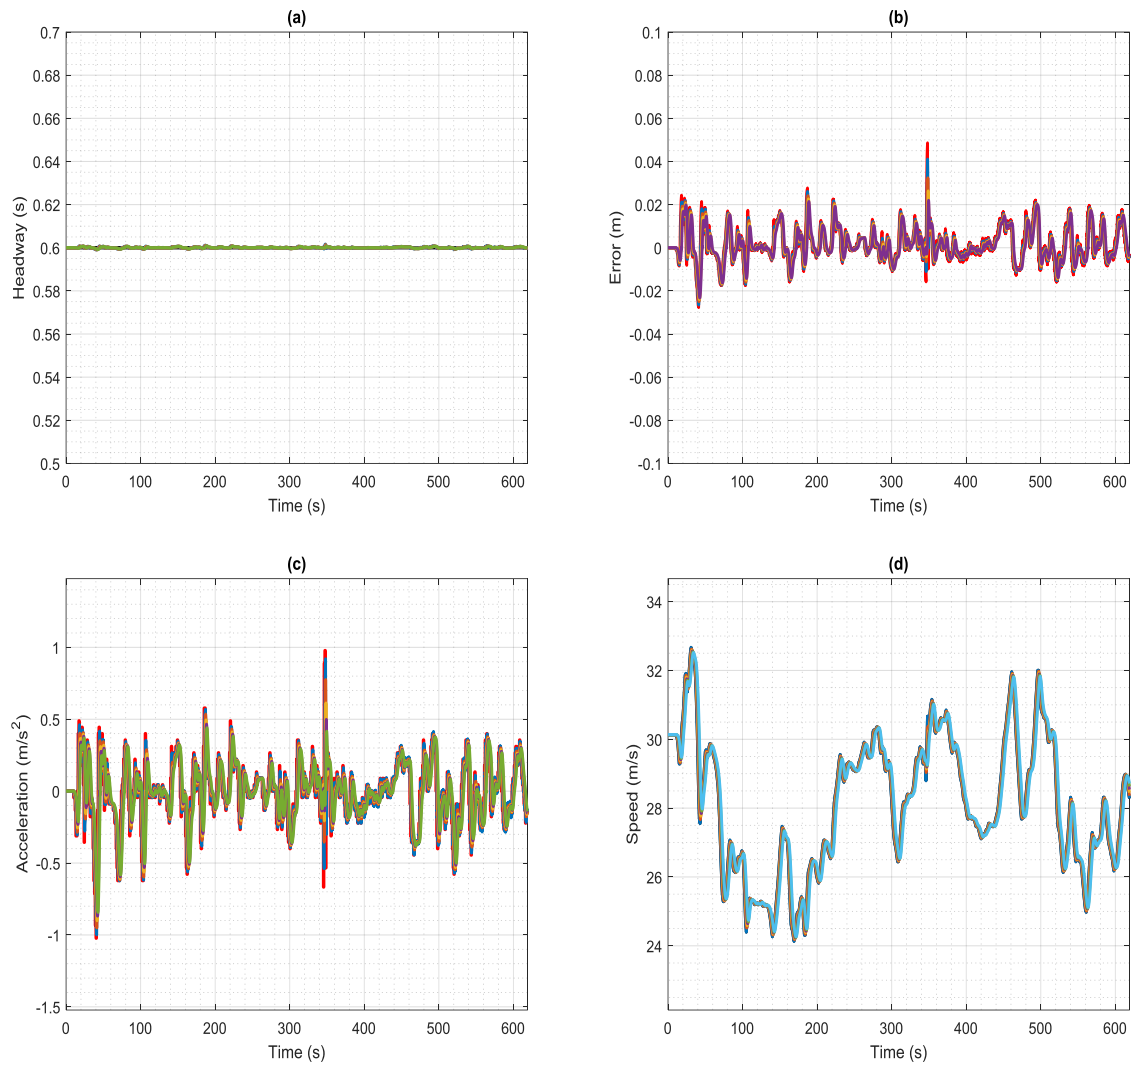 (a)
0.7
0.68
0.66
0.64
0.62
0.6
0.58
0.56
0.54
0.52
0.5
Headway (s)
0 100 200 300 400 500 600
Time (s)
(b)
0.1
0.08
0.06
0.04
0.02
0
-0.02
-0.04
-0.06
-0.08
-0.1
Error (m)
0 100 200 300 400 500 600
Time (s)
(c)
1
0.5
0
-0.5
-1
-1.5
Acceleration (m/s²)
0 100 200 300 400 500 600
Time (s)
(d)
34
32
30
28
26
24
Speed (m/s)
0 100 200 300 400 500 600
Time (s)